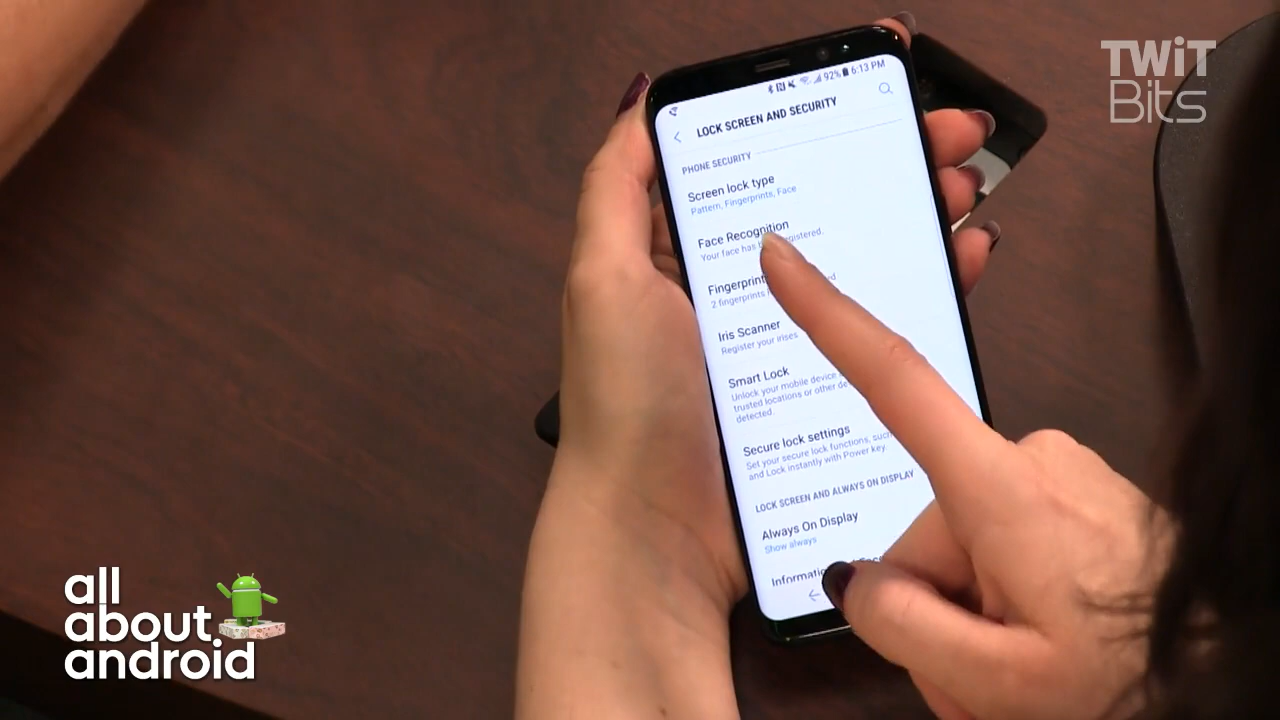 TWiT
Bits
92% 6:13 PM
LOCK SCREEN AND SECURITY
PHONE SECURITY
Screen lock type
Pattern, Fingerprints, Face
Face Recognition
Your face has registered.
Fingerprint
2 fingerprints
Iris Scanner
Register your irises
Smart Lock
Unlock your mobile device
trusted locations or other
detected.
Secure lock settings
Set your secure lock functions, such
and Lock instantly with Power key.
LOCK SCREEN AND ALWAYS ON DISPLAY
Always On Display
Show always
all
about
android